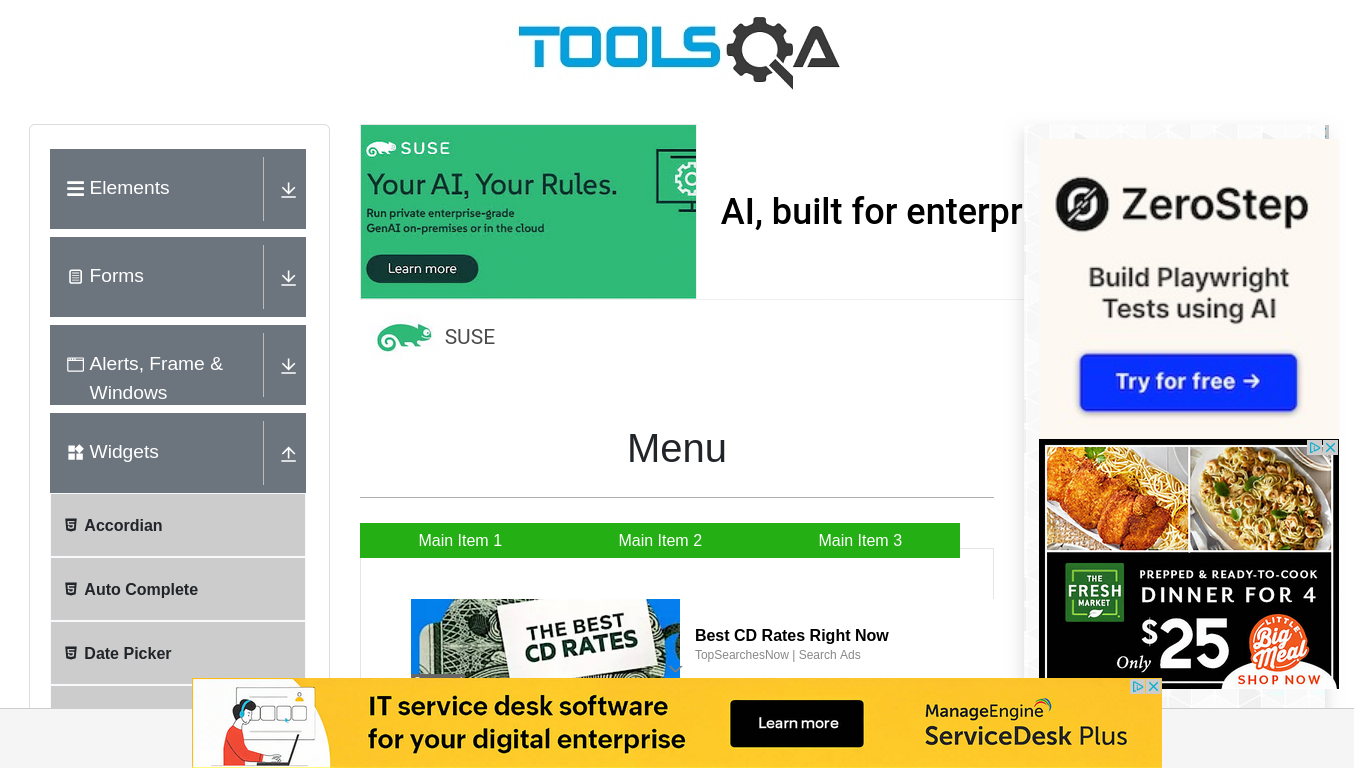 TOOLSQA
Elements
Forms
Alerts, Frame &
Windows
Widgets
Accordian
Auto Complete
Date Picker
SUSE
Your AI, Your Rules.
Run private enterprise-grade
GenAI on-premises or in the cloud
Learn more
AI, built for enterpr
SUSE
Menu
Main Item 1
Main Item 2
Main Item 3
THE BEST
CD RATES
Best CD Rates Right Now
TopSearchesNow | Search Ads
ZeroStep
Build Playwright
Tests using AI
Try for free →
THE
FRESH
MARKET
PREPPED & READY-TO-COOK
DINNER FOR 4
Only $25
LITTLE
Big
Meal
SHOP NOW
IT service desk software
for your digital enterprise
Learn more
ManageEngine
ServiceDesk Plus